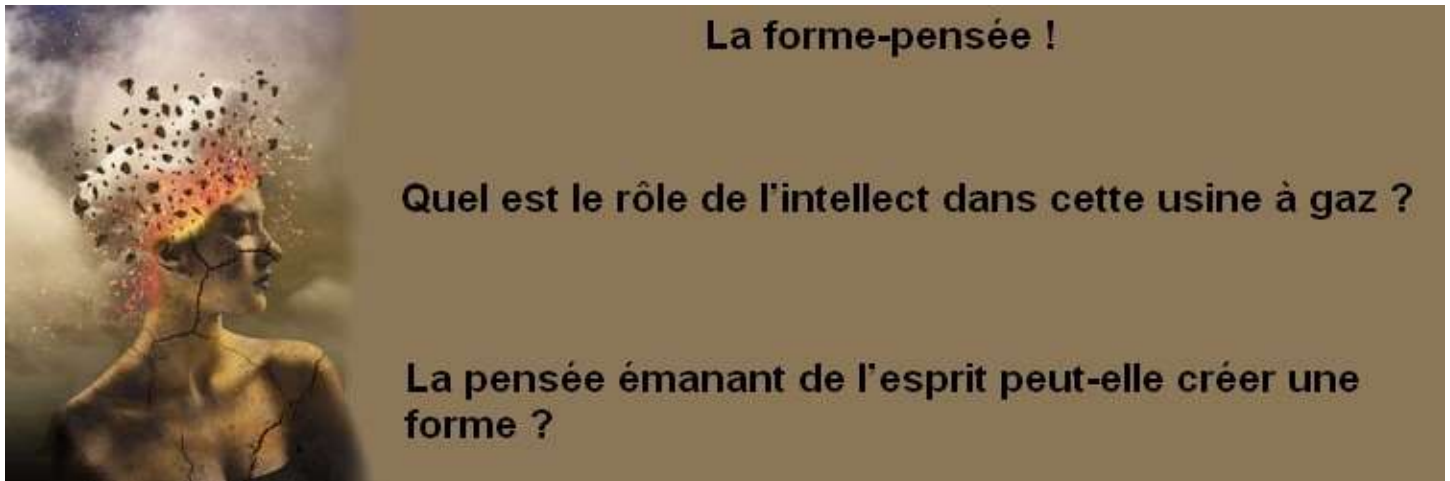 La forme-pensée !
Quel est le rôle de l'intellect dans cette usine à gaz ?
La pensée émanant de l'esprit peut-elle créer une
forme ?